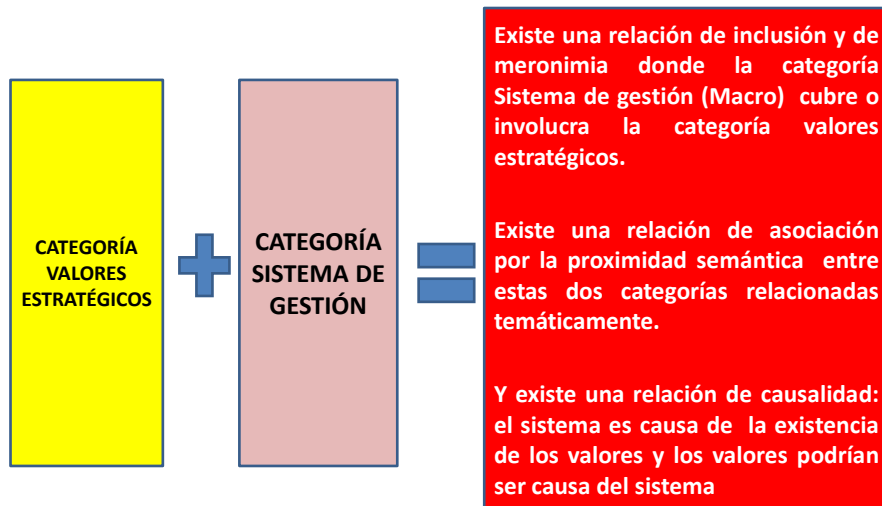 CATEGORÍA
VALORES
ESTRATÉGICOS
CATEGORÍA
SISTEMA DE
GESTIÓN
Existe una relación de inclusión y de
meronimia donde la categoría
Sistema de gestión (Macro) cubre o
involucra la categoría valores
estratégicos.
Existe una relación de asociación
por la proximidad semántica entre
estas dos categorías relacionadas
temáticamente.
Y existe una relación de causalidad:
el sistema es causa de la existencia
de los valores y los valores podrían
ser causa del sistema